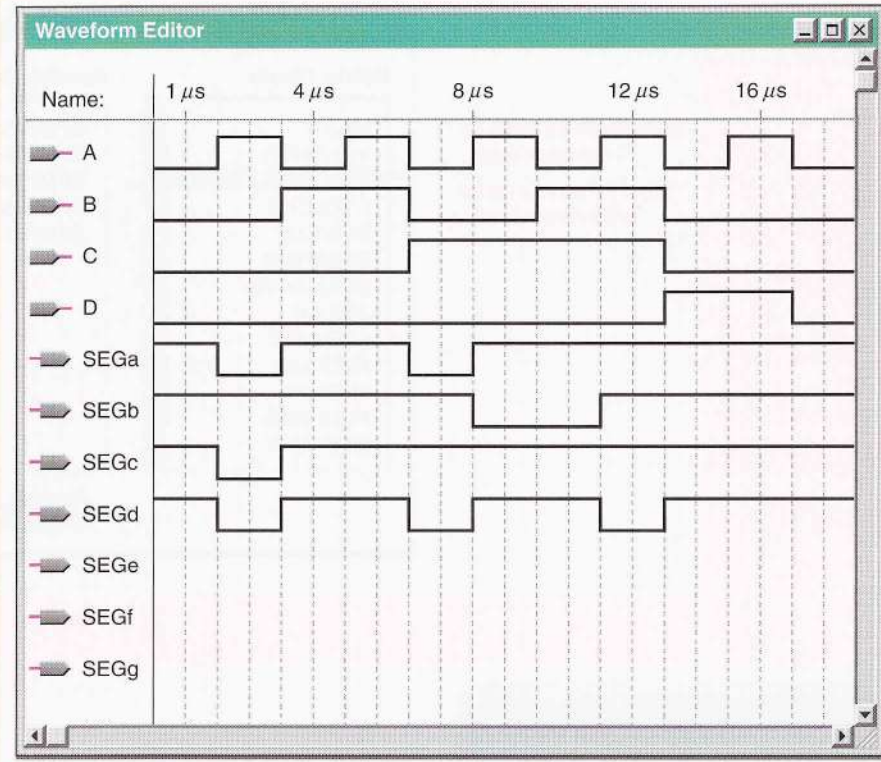 Waveform Editor
Name: 1 μs 4 μs 8 μs 12 μs 16 μs
A
B
C
D
SEGa
SEGb
SEGc
SEGd
SEGe
SEGf
SEGg